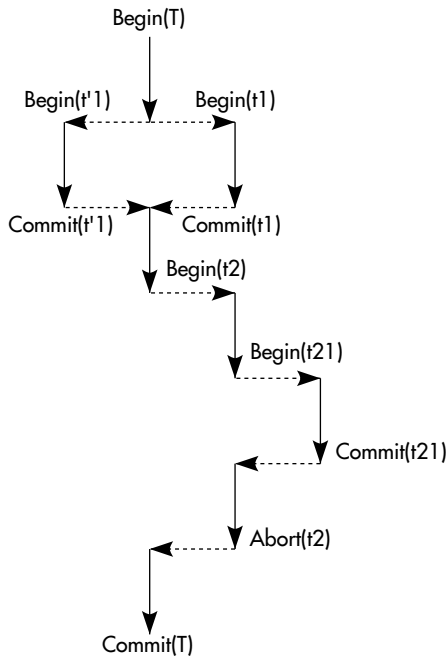 Begin(T)
Begin(t'1)
Begin(t1)
Commit(t'1)
Commit(t1)
Begin(t2)
Begin(t21)
Commit(t21)
Abort(t2)
Commit(T)